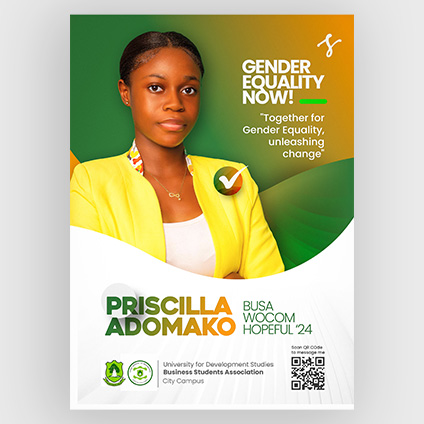 GENDER
EQUALITY
NOW!
"Together for
Gender Equality,
unleashing
change"
PRISCILLA
ADOMAKO
BUSA
WOCOM
HOPEFUL '24
Scan QR COde
to message me
University for Development Studies
Business Students Association
City Campus